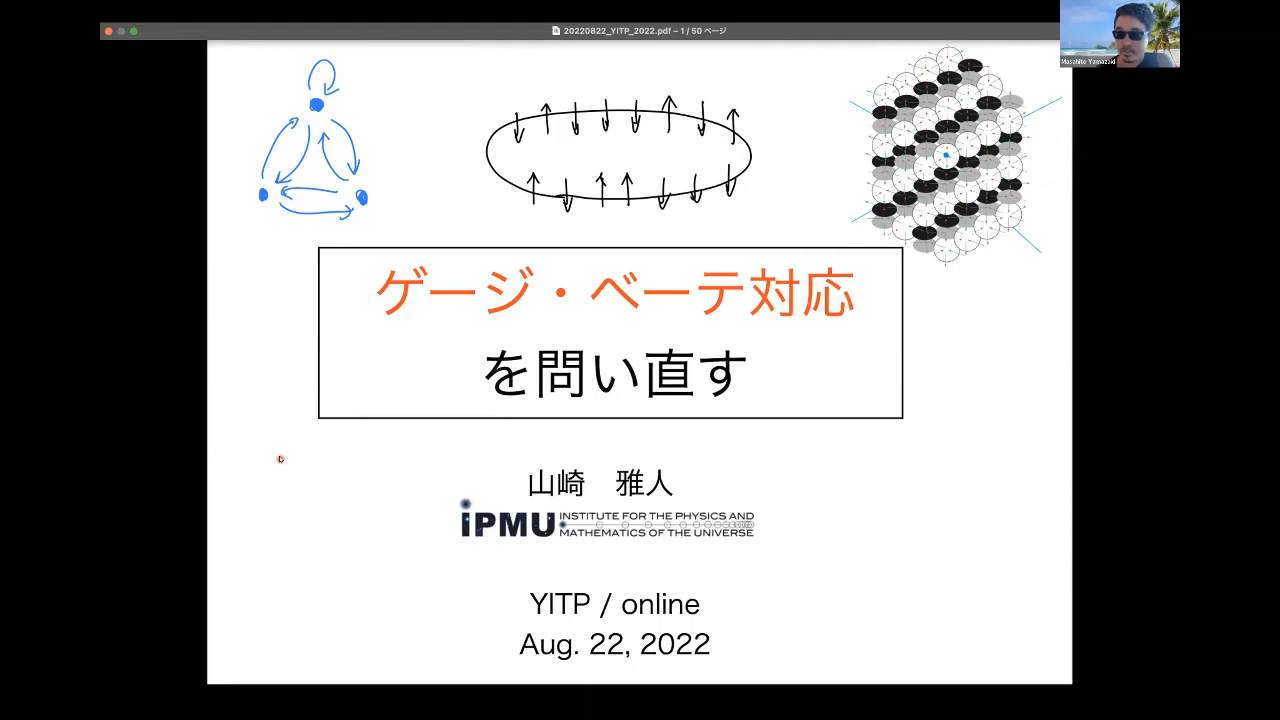 20220822_YITP_2022.pdf – 1 / 50 ページ
Masahito Yamazaki
ゲージ・ベーテ対応
を問い直す
山崎　雅人
iPMU INSTITUTE FOR THE PHYSICS AND
MATHEMATICS OF THE UNIVERSE
YITP / online
Aug. 22, 2022